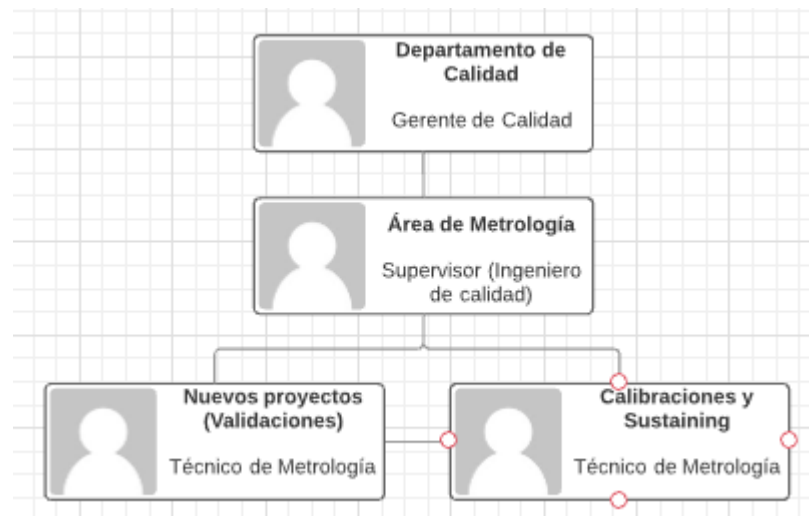 Departamento de
Calidad
Gerente de Calidad
Área de Metrología
Supervisor (Ingeniero
de calidad)
Nuevos proyectos
(Validaciones)
Técnico de Metrología
Calibraciones y
Sustaining
Técnico de Metrología